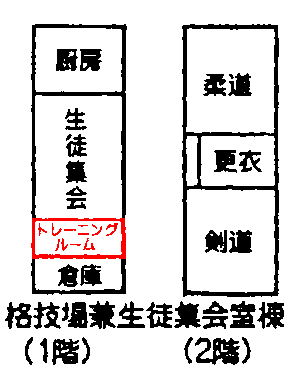 厨房
生徒集会
トレーニング
ルーム
倉庫
柔道
更衣
剣道
格技場兼生徒集会室棟
(1階)
(2階)